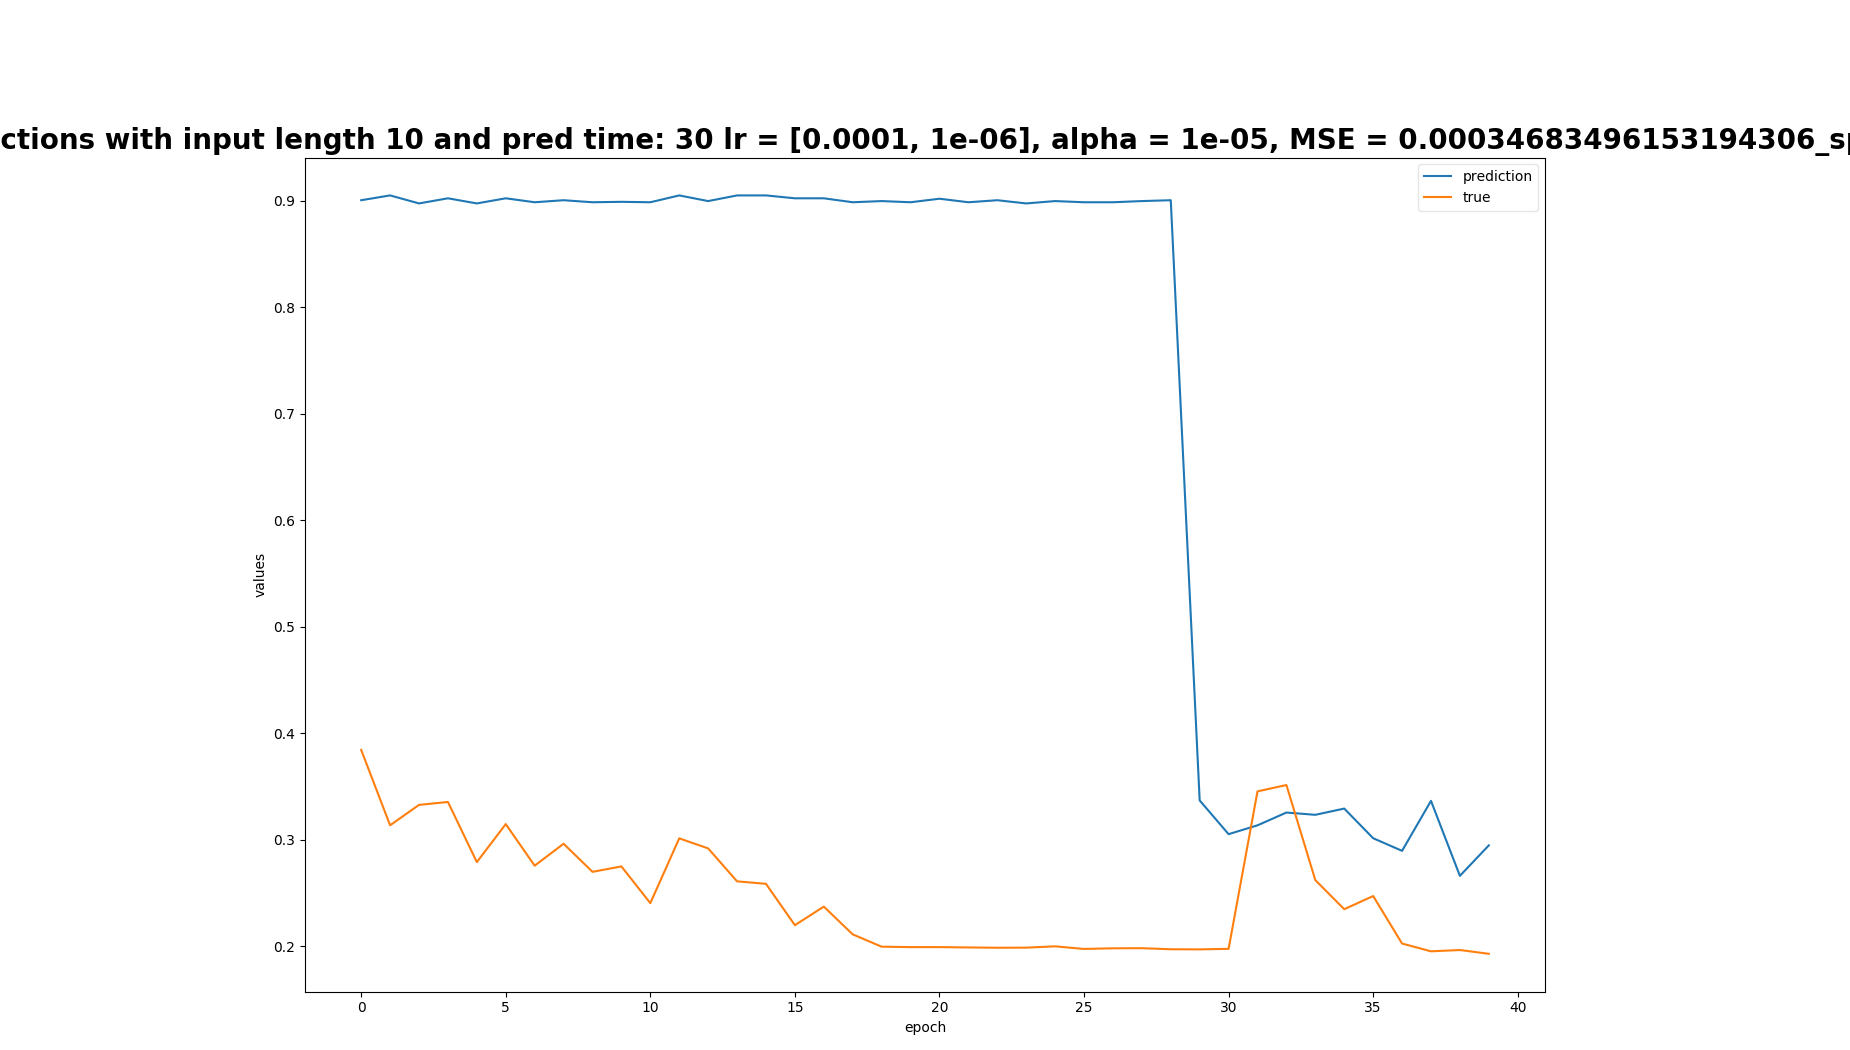 ctions with input length 10 and pred time: 30 lr = [0.0001, 1e-06], alpha = 1e-05, MSE = 0.00034683496153194306_sp
prediction
true
0.9
0.8
0.7
0.6
0.5
0.4
0.3
0.2
values
0 5 10 15 20 25 30 35 40
epoch